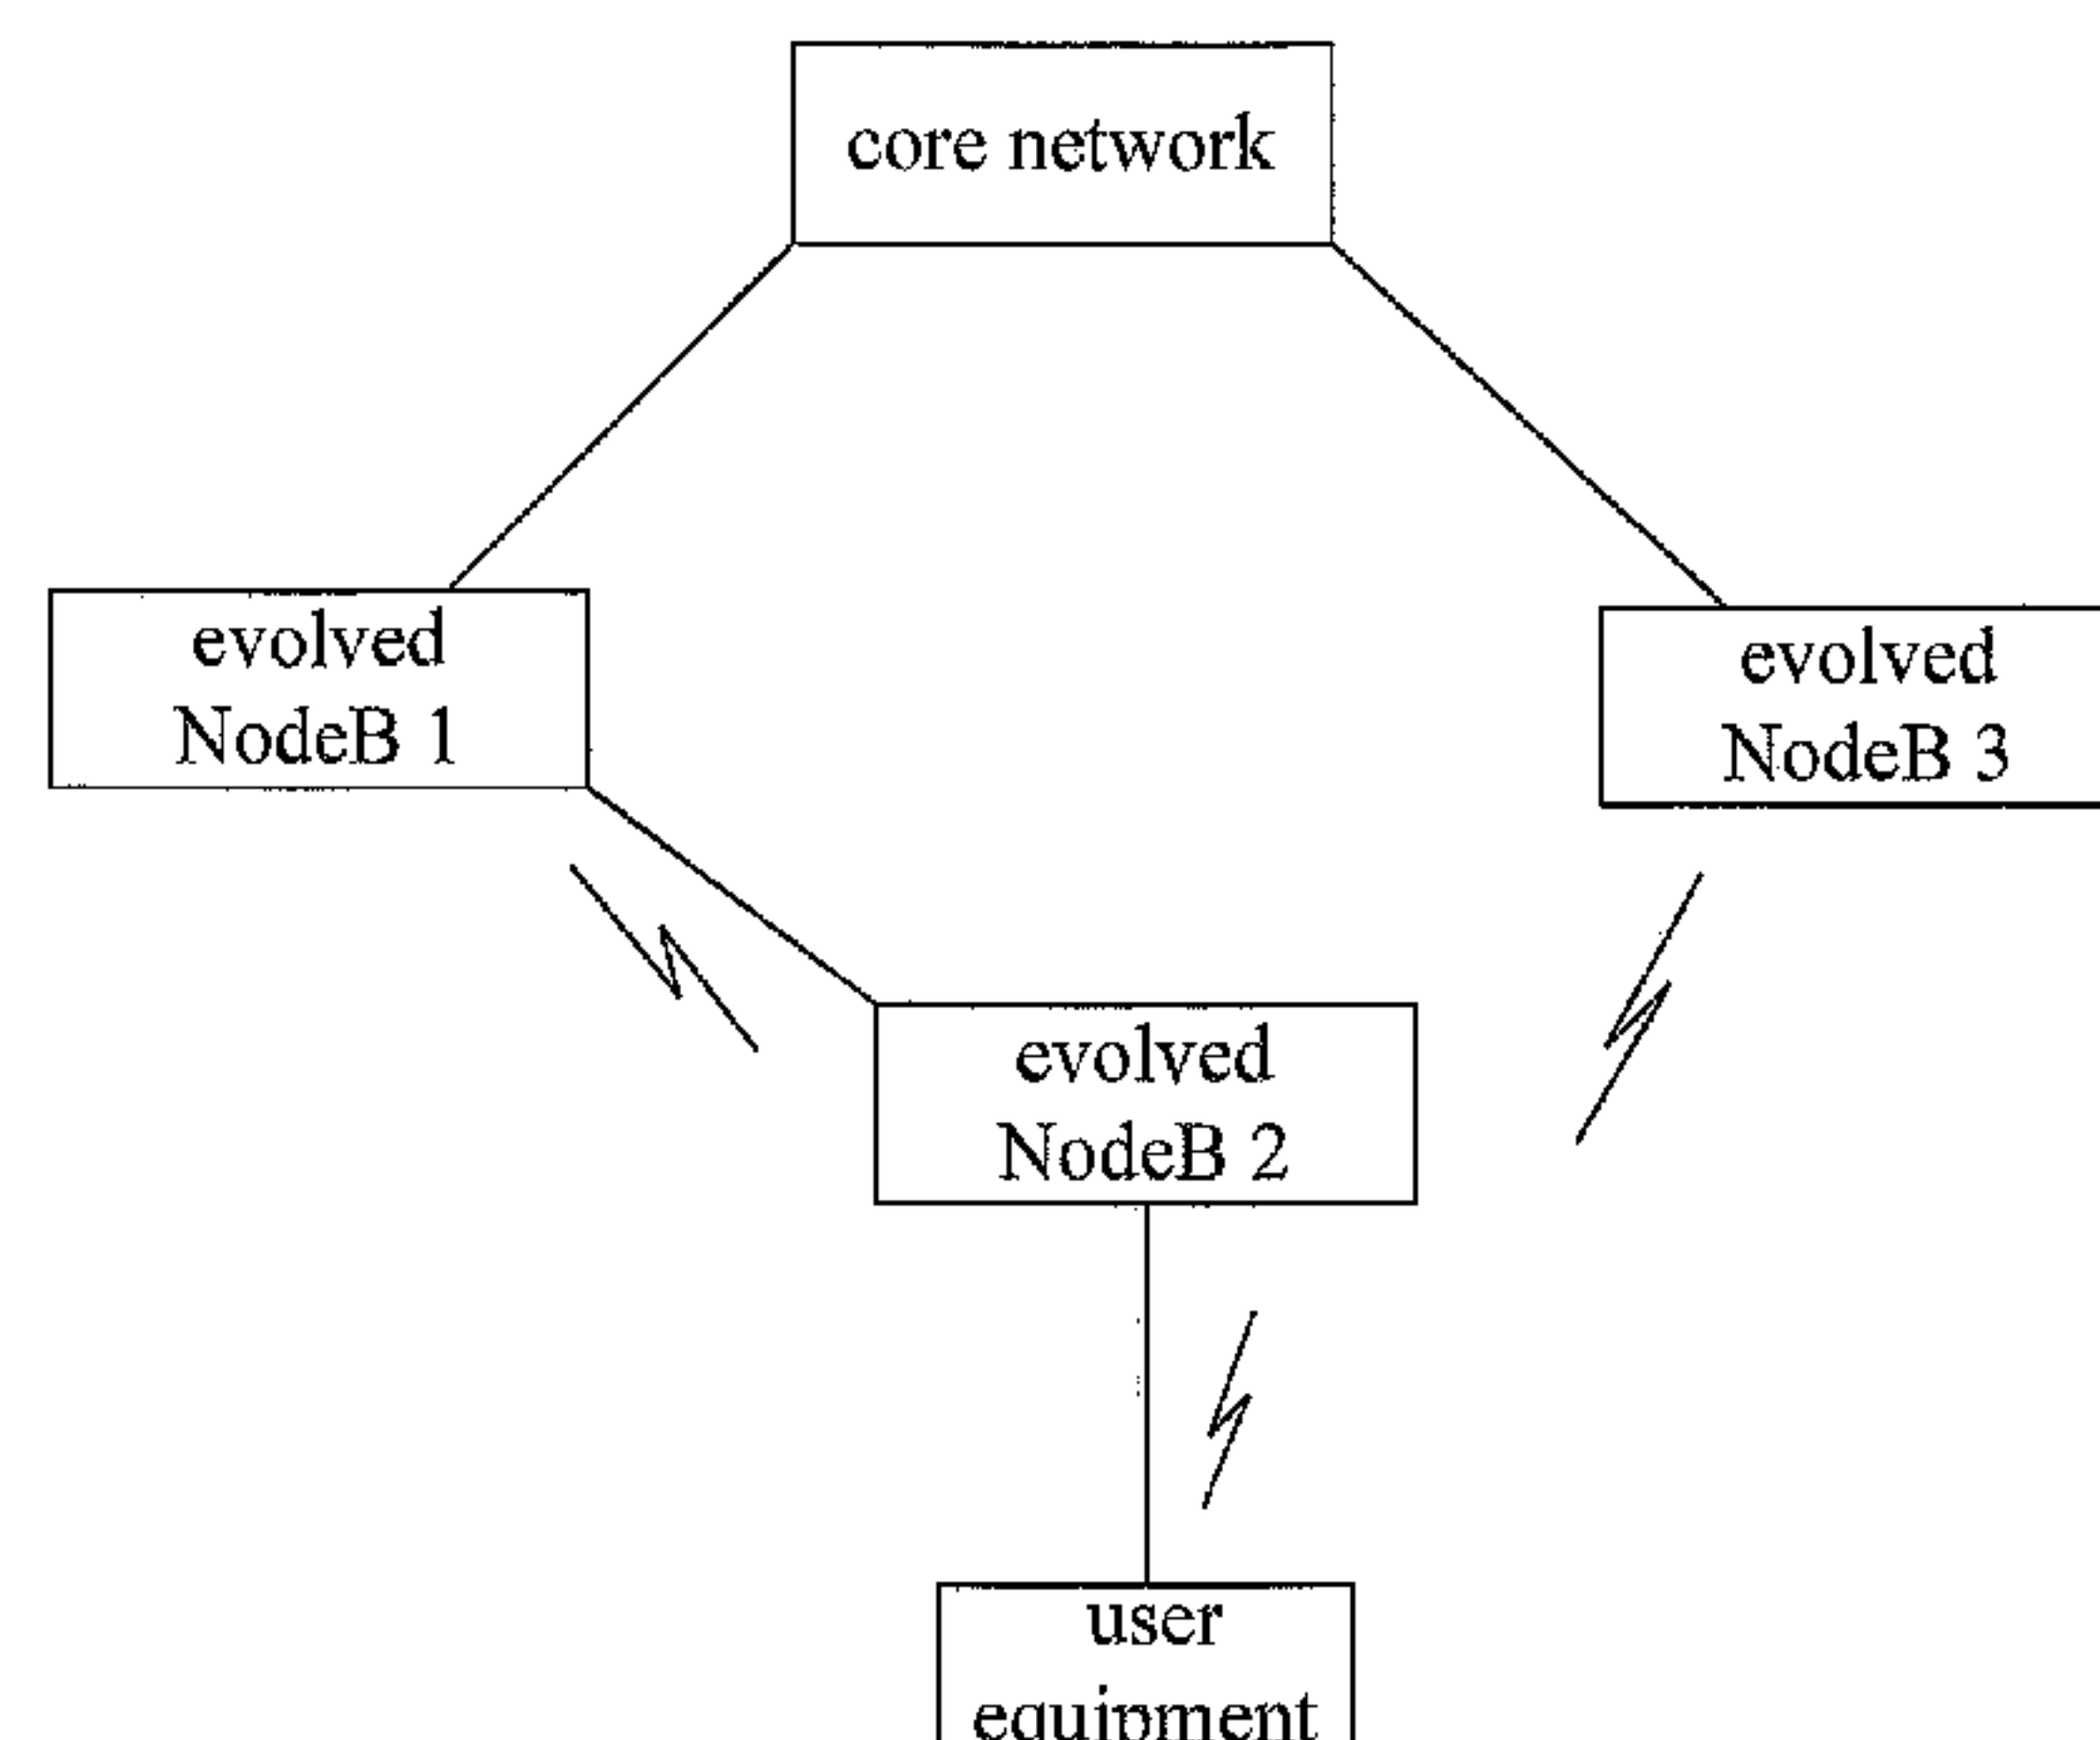 core network
evolved
NodeB 1
evolved
NodeB 3
evolved
NodeB 2
user
equipment